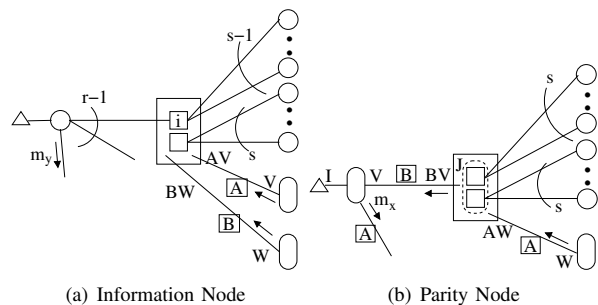 s−1
r−1
i
s
m_y
AV
A
V
BW
B
W
s
I
V
B
BV
J
m_x
s
A
AW
A
W
(a) Information Node
(b) Parity Node